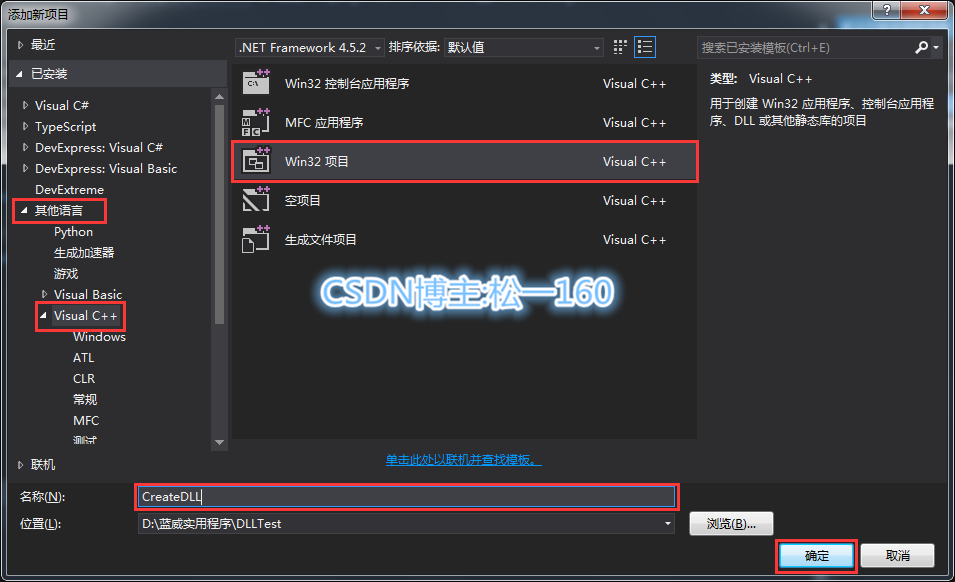 添加新项目
最近
已安装
Visual C#
TypeScript
DevExpress: Visual C#
DevExpress: Visual Basic
DevExtreme
其他语言
Python
生成加速器
游戏
Visual Basic
Visual C++
Windows
ATL
CLR
常规
MFC
测试
联机
.NET Framework 4.5.2 排序依据: 默认值
Win32 控制台应用程序 Visual C++
MFC 应用程序 Visual C++
Win32 项目 Visual C++
空项目 Visual C++
生成文件项目 Visual C++
CSDN博主:松一160
单击此处以联机并查找模板。
搜索已安装模板(Ctrl+E)
类型: Visual C++
用于创建 Win32 应用程序、控制台应用程
序、DLL 或其他静态库的项目
名称(N): CreateDLL
位置(L): D:\蓝威实用程序\DLLTest
浏览(B)...
确定 取消